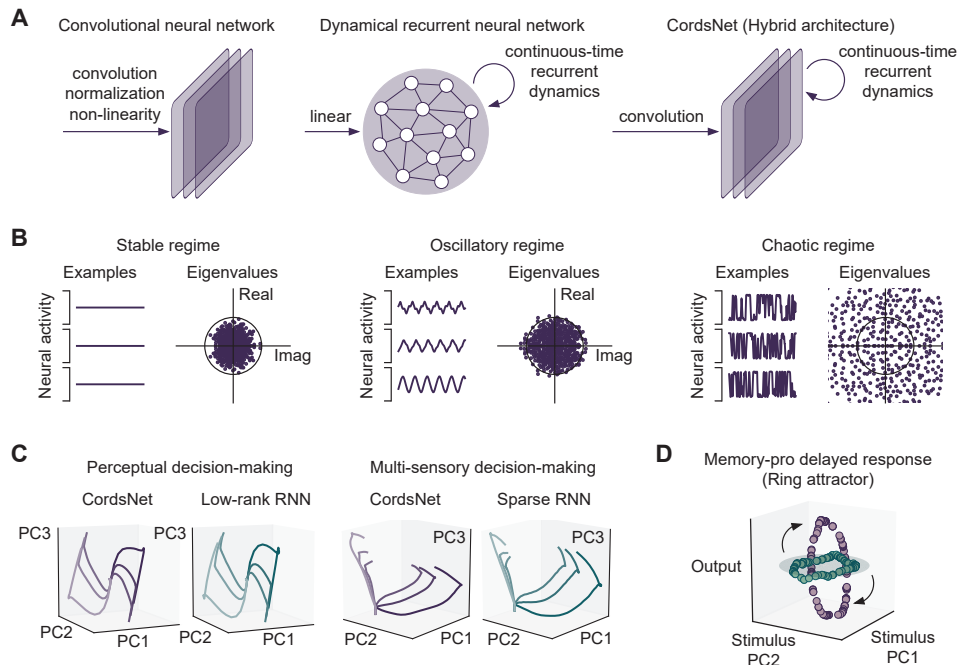 A
Convolutional neural network
convolution
normalization
non-linearity
Dynamical recurrent neural network
linear
continuous-time
recurrent
dynamics
CordsNet (Hybrid architecture)
convolution
continuous-time
recurrent
dynamics
B
Stable regime
Examples
Eigenvalues
Neural activity
Real
Imag
Oscillatory regime
Examples
Eigenvalues
Neural activity
Real
Imag
Chaotic regime
Examples
Eigenvalues
Neural activity
C
Perceptual decision-making
CordsNet
Low-rank RNN
PC3
PC2
PC1
PC2
PC1
Multi-sensory decision-making
CordsNet
Sparse RNN
PC3
PC2
PC1
PC3
PC2
PC1
D
Memory-pro delayed response
(Ring attractor)
Output
Stimulus
PC2
Stimulus
PC1